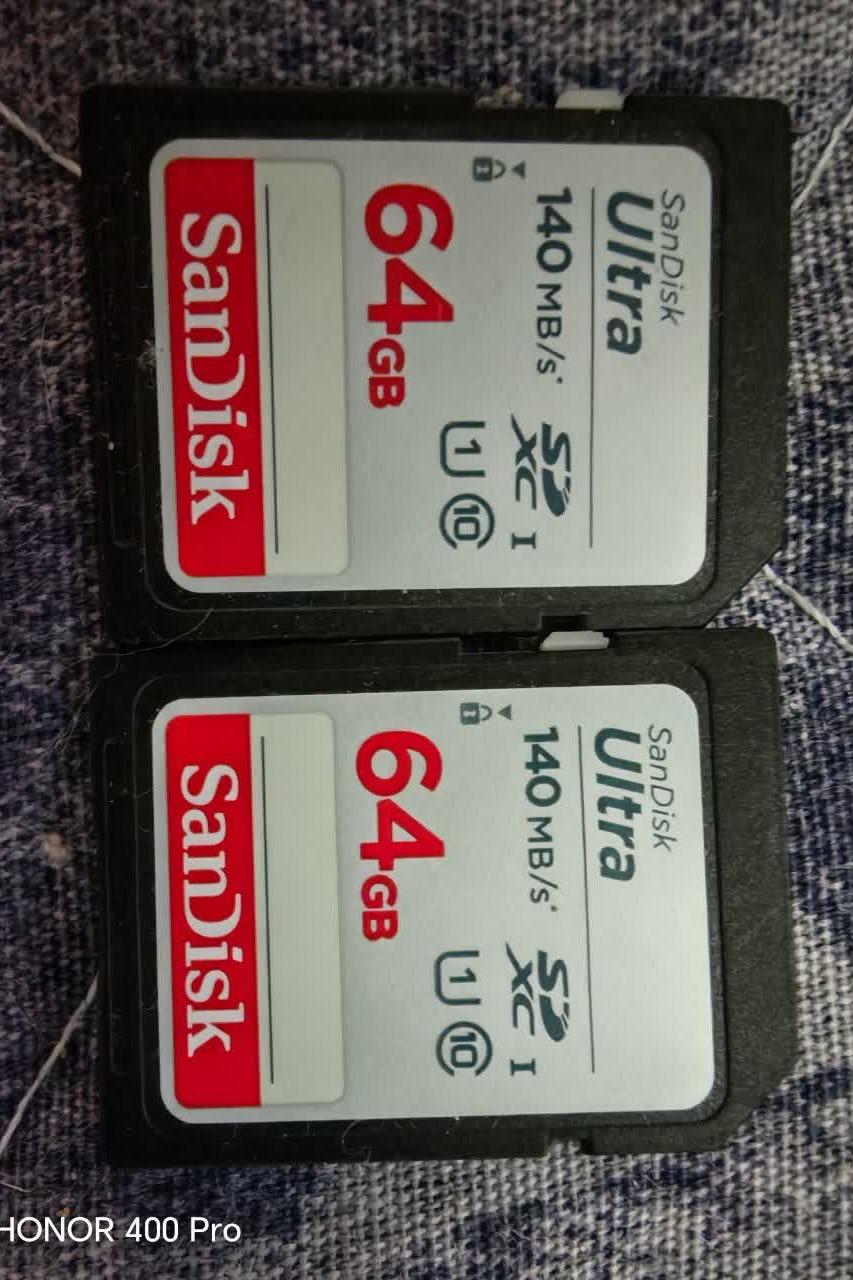 SanDisk
Ultra
140 MB/s*
64GB
SD XC I
1 10
SanDisk
SanDisk
Ultra
140 MB/s*
64GB
SD XC I
1 10
SanDisk
HONOR 400 Pro